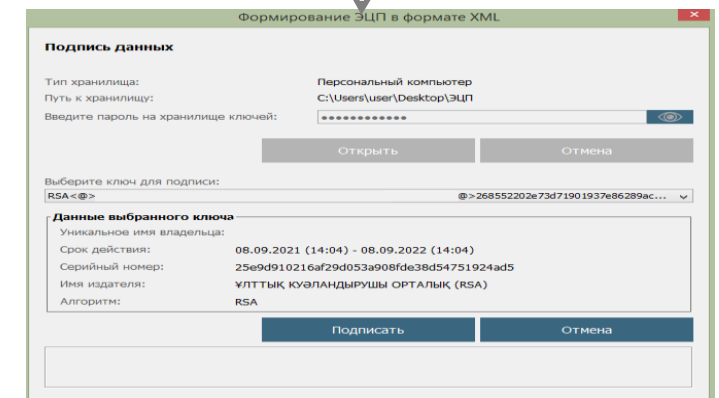 Формирование ЭЦП в формате XML
Подпись данных
Тип хранилища: Персональный компьютер
Путь к хранилищу: C:\Users\user\Desktop\ЭЦП
Введите пароль на хранилище ключей: ••••••••••••
Открыть Отмена
Выберите ключ для подписи:
RSA<@> @>268552202e73d71901937e86289ac...
Данные выбранного ключа
Уникальное имя владельца:
Срок действия: 08.09.2021 (14:04) - 08.09.2022 (14:04)
Серийный номер: 25e9d910216af29d053a908fde38d54751924ad5
Имя издателя: ҰЛТТЫҚ КУӘЛАНДЫРУШЫ ОРТАЛЫҚ (RSA)
Алгоритм: RSA
Подписать Отмена